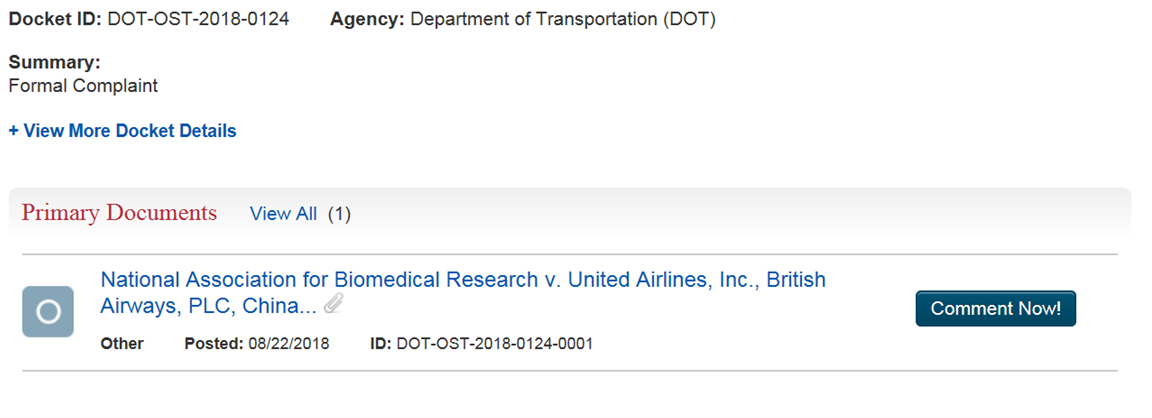 Docket ID: DOT-OST-2018-0124 Agency: Department of Transportation (DOT)
Summary:
Formal Complaint
+ View More Docket Details
Primary Documents View All (1)
National Association for Biomedical Research v. United Airlines, Inc., British
Airways, PLC, China...
Comment Now!
Other Posted: 08/22/2018 ID: DOT-OST-2018-0124-0001